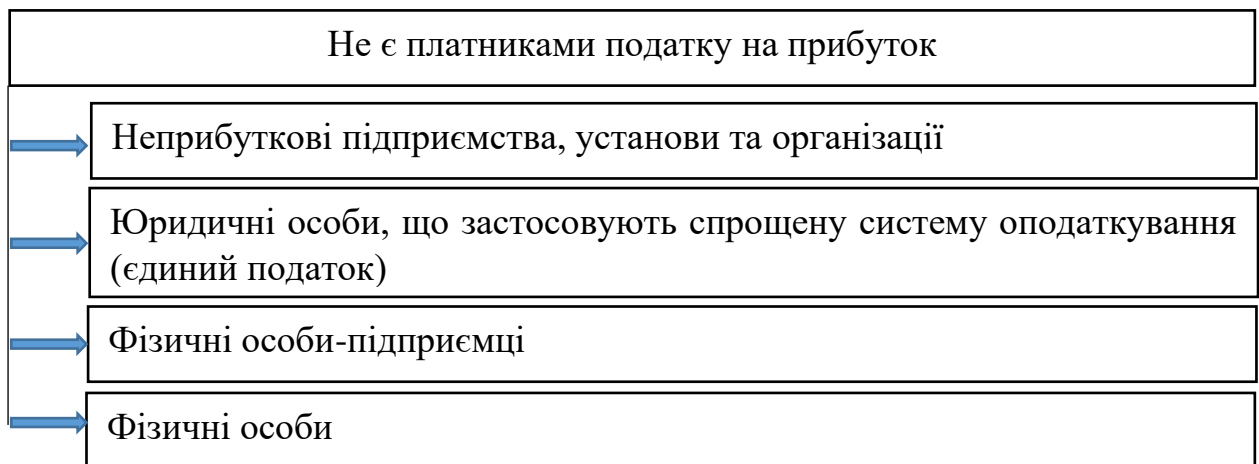 Не є платниками податку на прибуток
Неприбуткові підприємства, установи та організації
Юридичні особи, що застосовують спрощену систему оподаткування
(єдиний податок)
Фізичні особи-підприємці
Фізичні особи